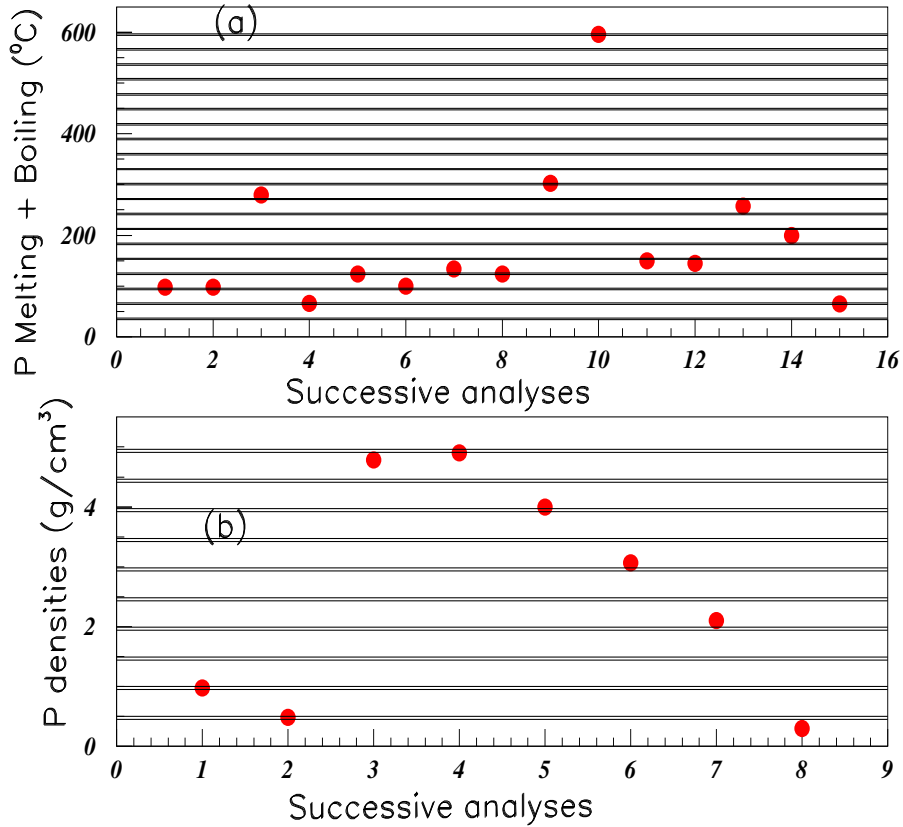 (a)
P Melting + Boiling (°C)
600
400
200
0
0 2 4 6 8 10 12 14 16
Successive analyses
(b)
P densities (g/cm³)
4
2
0
0 1 2 3 4 5 6 7 8 9
Successive analyses